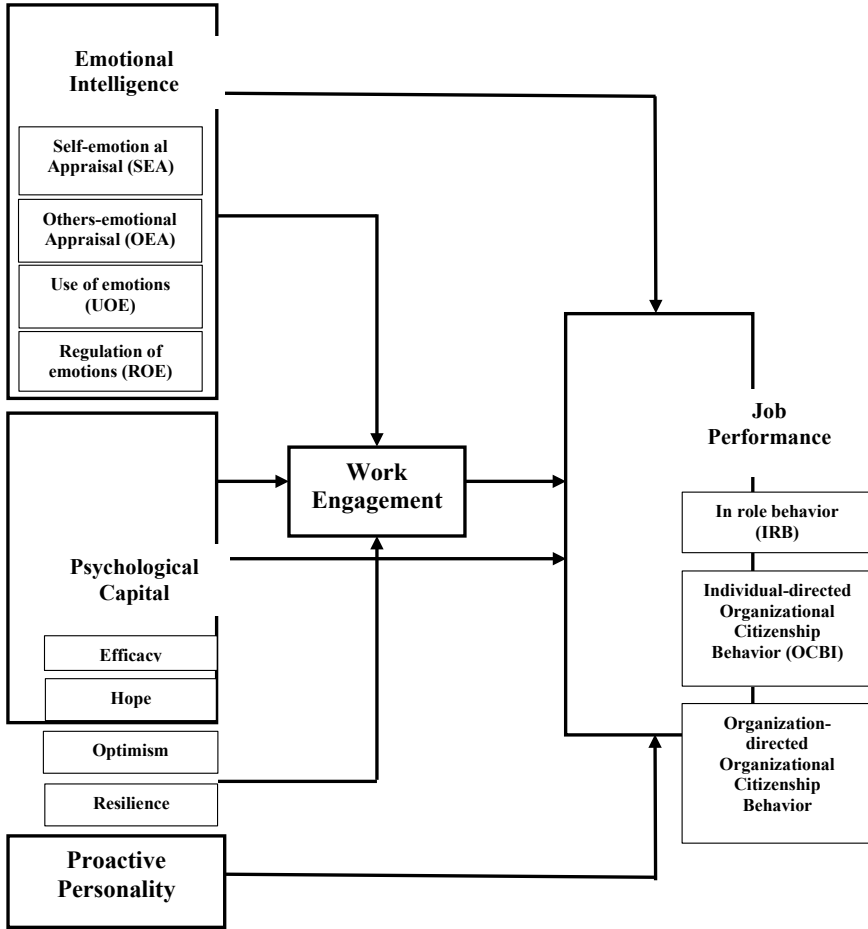 Emotional
Intelligence
Self-emotion al
Appraisal (SEA)
Others-emotional
Appraisal (OEA)
Use of emotions
(UOE)
Regulation of
emotions (ROE)
Psychological
Capital
Efficacy
Hope
Optimism
Resilience
Proactive
Personality
Work
Engagement
Job
Performance
In role behavior
(IRB)
Individual-directed
Organizational
Citizenship
Behavior (OCBI)
Organization-
directed
Organizational
Citizenship
Behavior